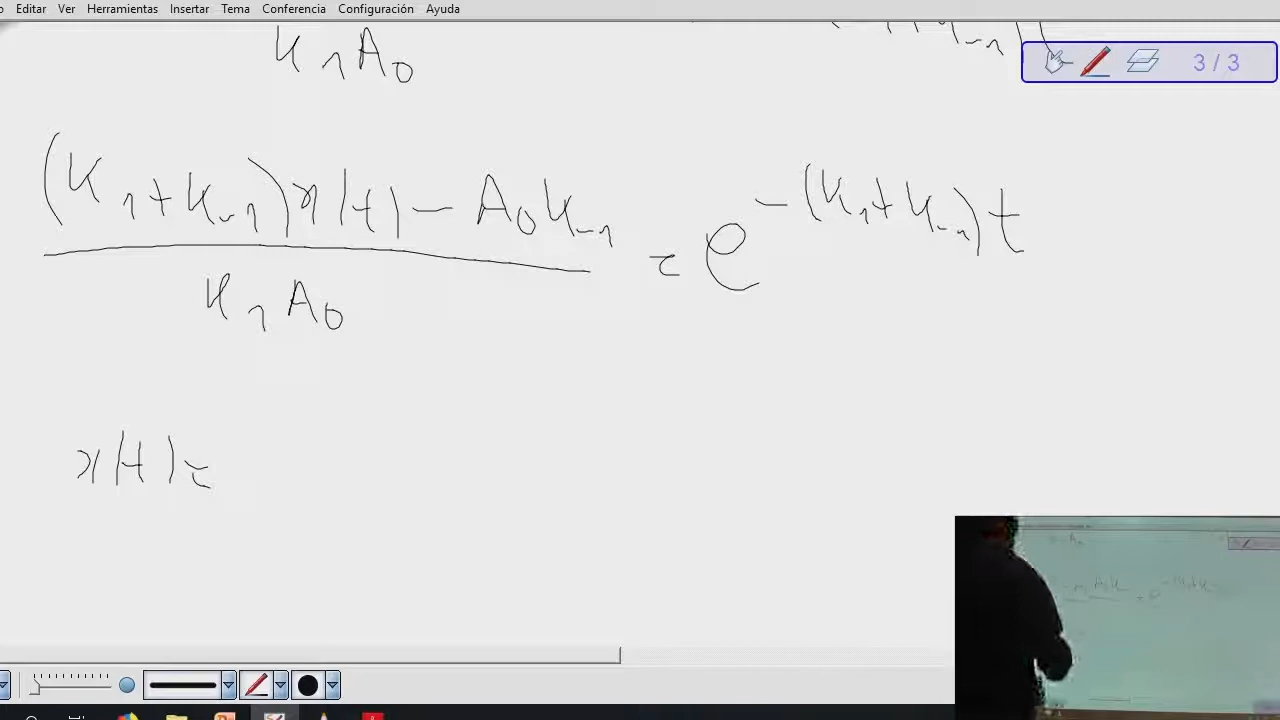 Editar Ver Herramientas Insertar Tema Conferencia Configuración Ayuda
3 / 3
k₁A₀
(k₁+k₋₁)x(t) - A₀k₋₁
k₁A₀
= e^-(k₁+k₋₁)t
x(t)=